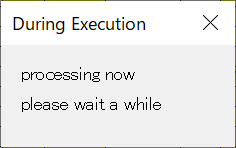 During Execution
processing now
please wait a while